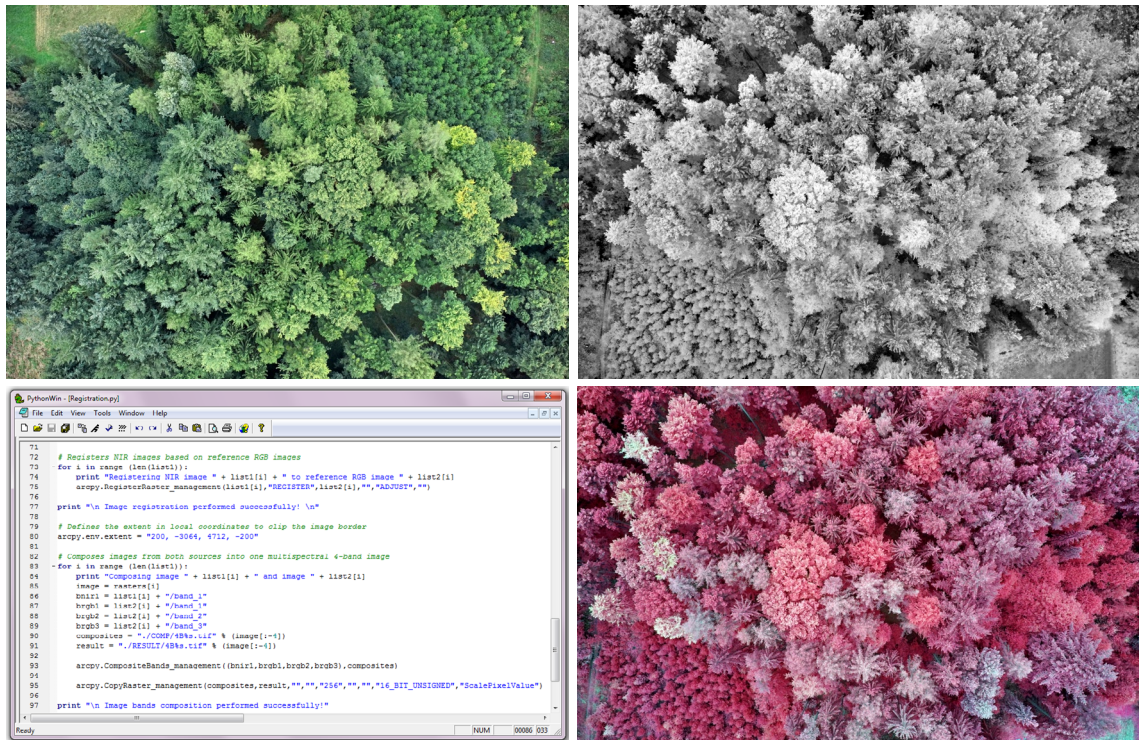 PythonWin - [Registration.py]
File Edit View Tools Window Help
71
72 # Registers NIR images based on reference RGB images
73 for i in range (len(list1)):
74 print "Registering NIR image " + list1[i] + " to reference RGB image " + list2[i]
75 arcpy.RegisterRaster_management(list1[i],"REGISTER",list2[i],"","ADJUST","")
76
77 print "\n Image registration performed successfully! \n"
78
79 # Defines the extent in local coordinates to clip the image border
80 arcpy.env.extent = "200, -3064, 4712, -200"
81
82 # Composes images from both sources into one multispectral 4-band image
83 for i in range (len(list1)):
84 print "Composing image " + list1[i] + " and image " + list2[i]
85 image = rasters[i]
86 bnir1 = list1[i] + "/band_1"
87 brgb1 = list2[i] + "/band_1"
88 brgb2 = list2[i] + "/band_2"
89 brgb3 = list2[i] + "/band_3"
90 composites = "./COMP/4B%s.tif" % (image[:-4])
91 result = "./RESULT/4B%s.tif" % (image[:-4])
92
93 arcpy.CompositeBands_management((bnir1,brgb1,brgb2,brgb3),composites)
94
95 arcpy.CopyRaster_management(composites,result,"","","256","","","16_BIT_UNSIGNED","ScalePixelValue")
96
97 print "\n Image bands composition performed successfully!"
Ready NUM 00086 033